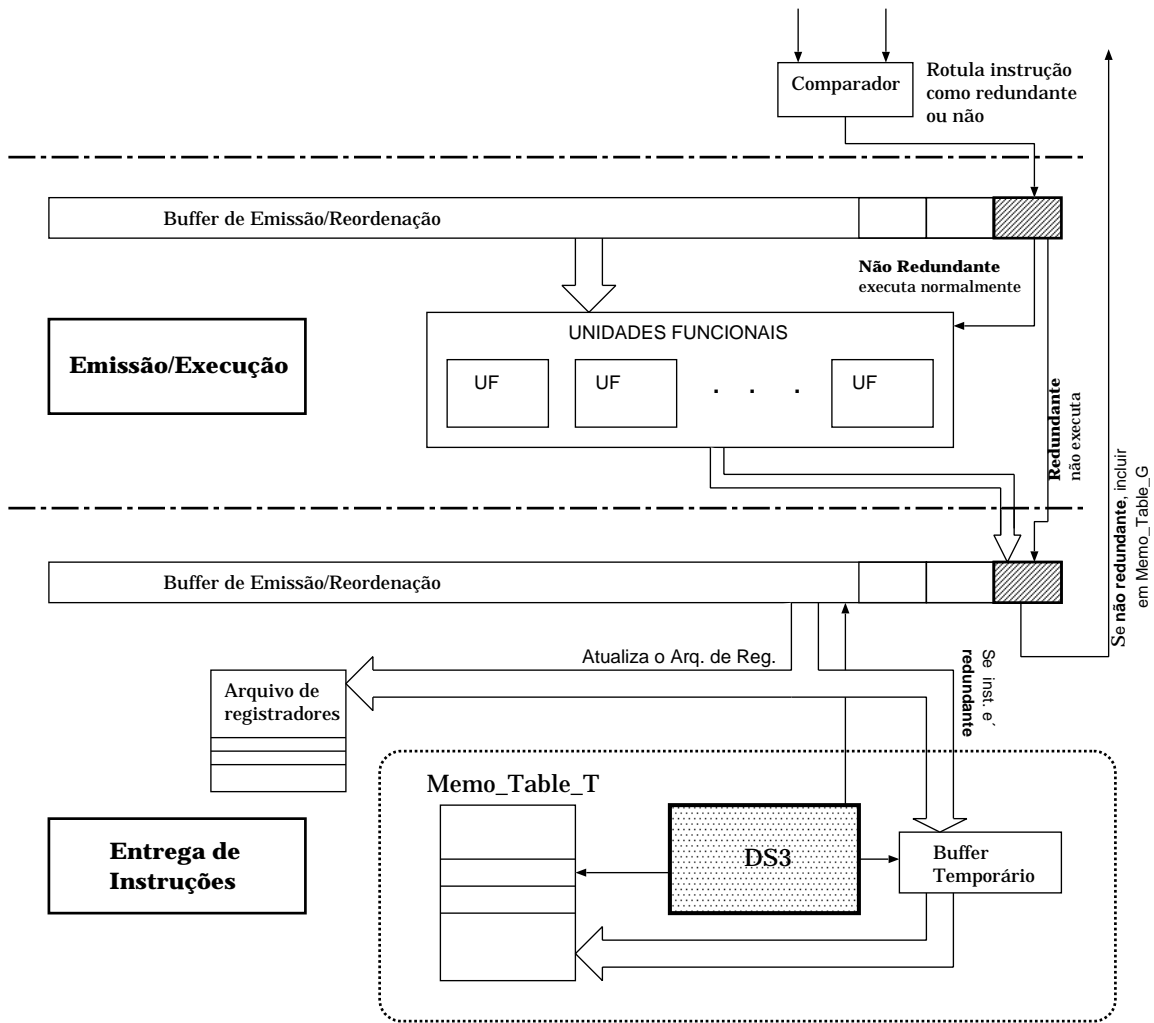 Comparador
Rotula instrução
como redundante
ou não
Buffer de Emissão/Reordenação
Não Redundante
executa normalmente
UNIDADES FUNCIONAIS
Emissão/Execução
UF
UF
. . .
UF
Redundante
não executa
Se não redundante, incluir
em Memo_Table_G
Buffer de Emissão/Reordenação
Atualiza o Arq. de Reg.
Se inst. e´
redundante
Arquivo de
registradores
Memo_Table_T
Entrega de
Instruções
DS3
Buffer
Temporário